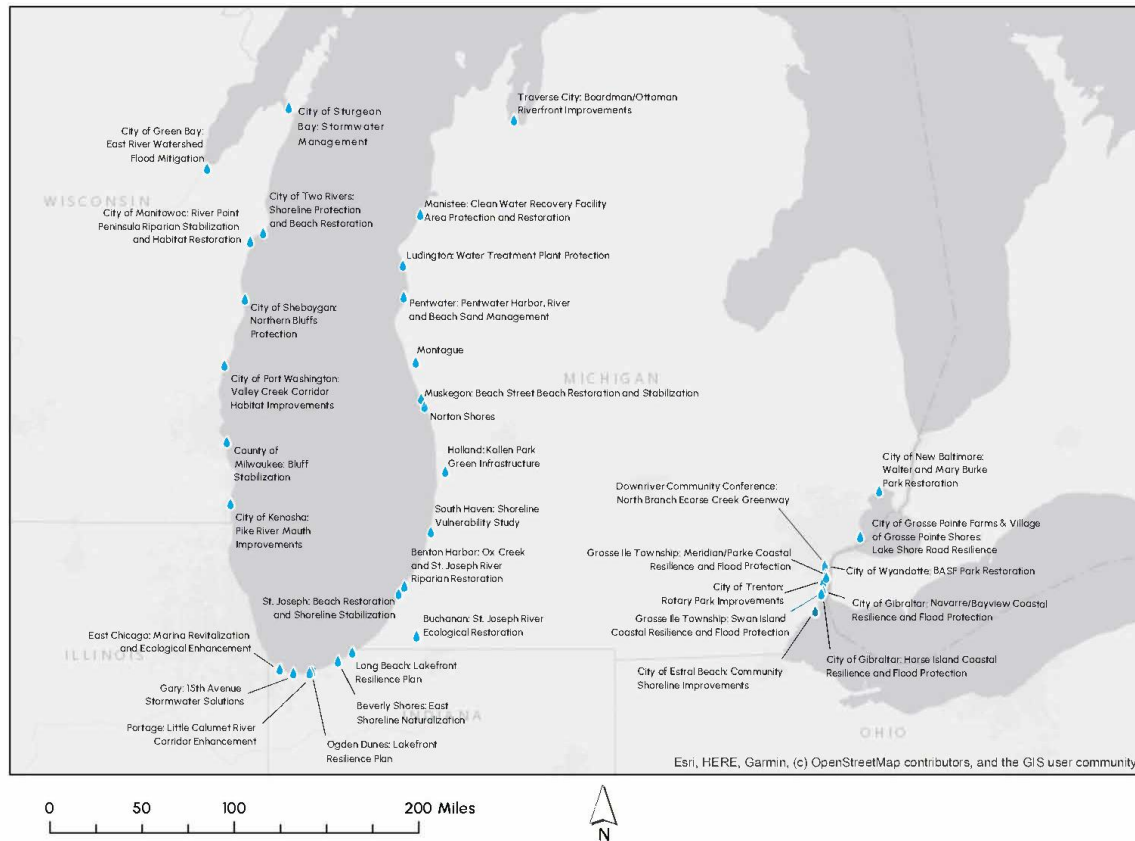 Traverse City: Boardman/Ottoman
Riverfront Improvements
City of Sturgeon
Bay: Stormwater
Management
City of Green Bay:
East River Watershed
Flood Mitigation
WISCONSIN
City of Two Rivers:
Shoreline Protection
and Beach Restoration
City of Manitowoc: River Point
Peninsula Riparian Stabilization
and Habitat Restoration
Manistee: Clean Water Recovery Facility
Area Protection and Restoration
Ludington: Water Treatment Plant Protection
City of Sheboygan:
Northern Bluffs
Protection
Pentwater: Pentwater Harbor, River
and Beach Sand Management
Montague
MICHIGAN
City of Port Washington:
Valley Creek Corridor
Habitat Improvements
Muskegon: Beach Street Beach Restoration and Stabilization
Norton Shores
County of
Milwaukee: Bluff
Stabilization
Holland: Kollen Park
Green Infrastructure
City of Kenosha:
Pike River Mouth
Improvements
South Haven: Shoreline
Vulnerability Study
Benton Harbor: Ox Creek
and St. Joseph River
Riparian Restoration
St. Joseph: Beach Restoration
and Shoreline Stabilization
Buchanan: St. Joseph River
Ecological Restoration
East Chicago: Marina Revitalization
and Ecological Enhancement
ILLINOIS
Gary: 15th Avenue
Stormwater Solutions
Portage: Little Calumet River
Corridor Enhancement
Long Beach: Lakefront
Resilience Plan
Beverly Shores: East
Shoreline Naturalization
INDIANA
Ogden Dunes: Lakefront
Resilience Plan
City of New Baltimore:
Walter and Mary Burke
Park Restoration
Downriver Community Conference:
North Branch Ecorse Creek Greenway
City of Grosse Pointe Farms & Village
of Grosse Pointe Shores:
Lake Shore Road Resilience
Grosse Ile Township: Meridian/Parke Coastal
Resilience and Flood Protection
City of Wyandotte: BASF Park Restoration
City of Trenton:
Rotary Park Improvements
City of Gibraltar: Navarre/Bayview Coastal
Resilience and Flood Protection
Grosse Ile Township: Swan Island
Coastal Resilience and Flood Protection
City of Gibraltar: Horse Island Coastal
Resilience and Flood Protection
City of Estral Beach: Community
Shoreline Improvements
OHIO
Esri, HERE, Garmin, (c) OpenStreetMap contributors, and the GIS user community
0 50 100 200 Miles
N